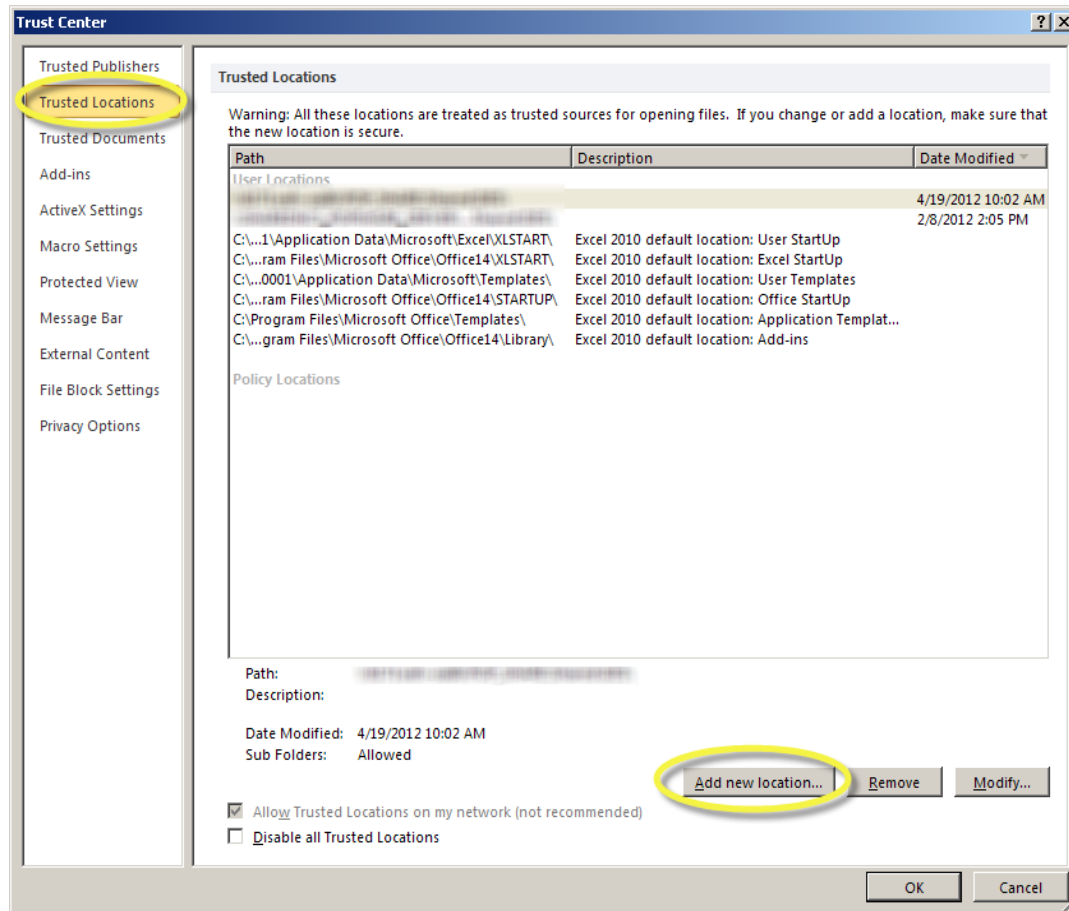 Trust Center
Trusted Publishers
Trusted Locations
Trusted Documents
Add-ins
ActiveX Settings
Macro Settings
Protected View
Message Bar
External Content
File Block Settings
Privacy Options
Trusted Locations
Warning: All these locations are treated as trusted sources for opening files. If you change or add a location, make sure that
the new location is secure.
Path Description Date Modified
User Locations
4/19/2012 10:02 AM
2/8/2012 2:05 PM
C:\...1\Application Data\Microsoft\Excel\XLSTART\ Excel 2010 default location: User StartUp
C:\...ram Files\Microsoft Office\Office14\XLSTART\ Excel 2010 default location: Excel StartUp
C:\...0001\Application Data\Microsoft\Templates\ Excel 2010 default location: User Templates
C:\...ram Files\Microsoft Office\Office14\STARTUP\ Excel 2010 default location: Office StartUp
C:\Program Files\Microsoft Office\Templates\ Excel 2010 default location: Application Templat...
C:\...gram Files\Microsoft Office\Office14\Library\ Excel 2010 default location: Add-ins
Policy Locations
Path:
Description:
Date Modified: 4/19/2012 10:02 AM
Sub Folders: Allowed
Add new location... Remove Modify...
Allow Trusted Locations on my network (not recommended)
Disable all Trusted Locations
OK Cancel